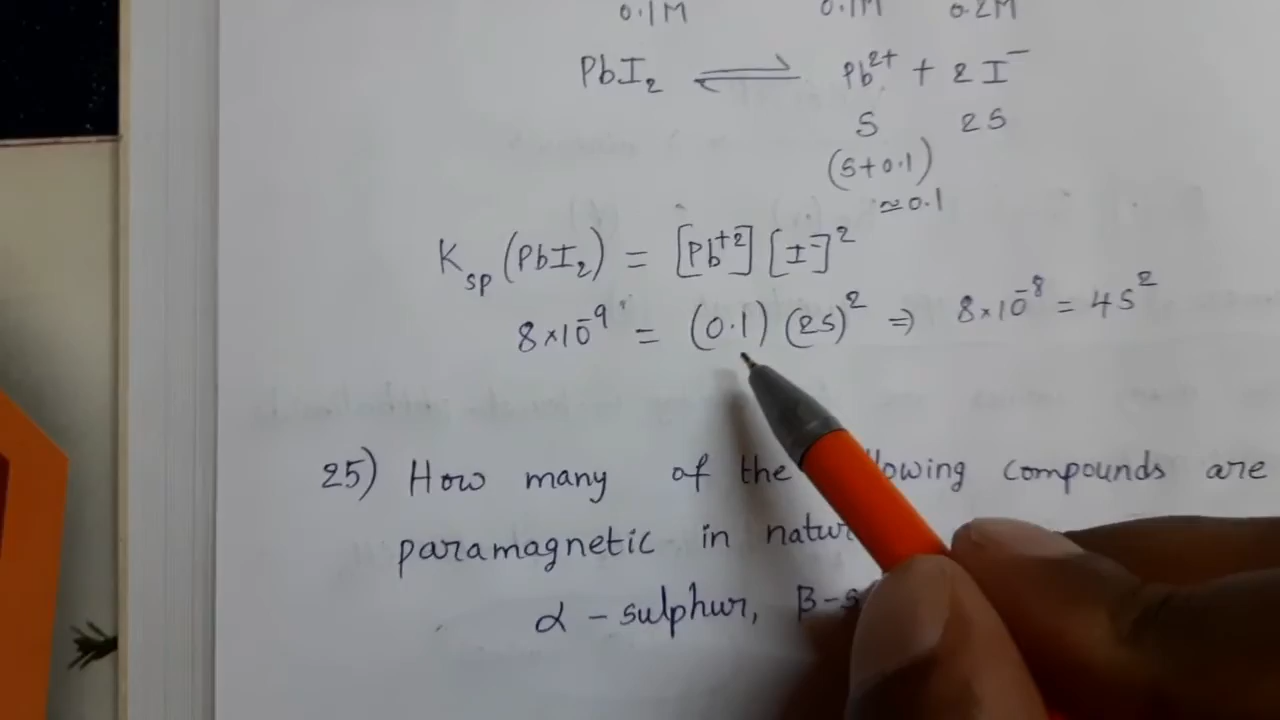 0.1M 0.1M 0.2M
PbI₂ ⇌ Pb²⁺ + 2I⁻
S 2S
(S+0.1)
≃0.1
Ksp (PbI₂) = [Pb⁺²] [I⁻]²
8×10⁻⁹ = (0.1) (2S)² ⇒ 8×10⁻⁸ = 4S²
25) How many of the compounds are
paramagnetic in
α - sulphur,